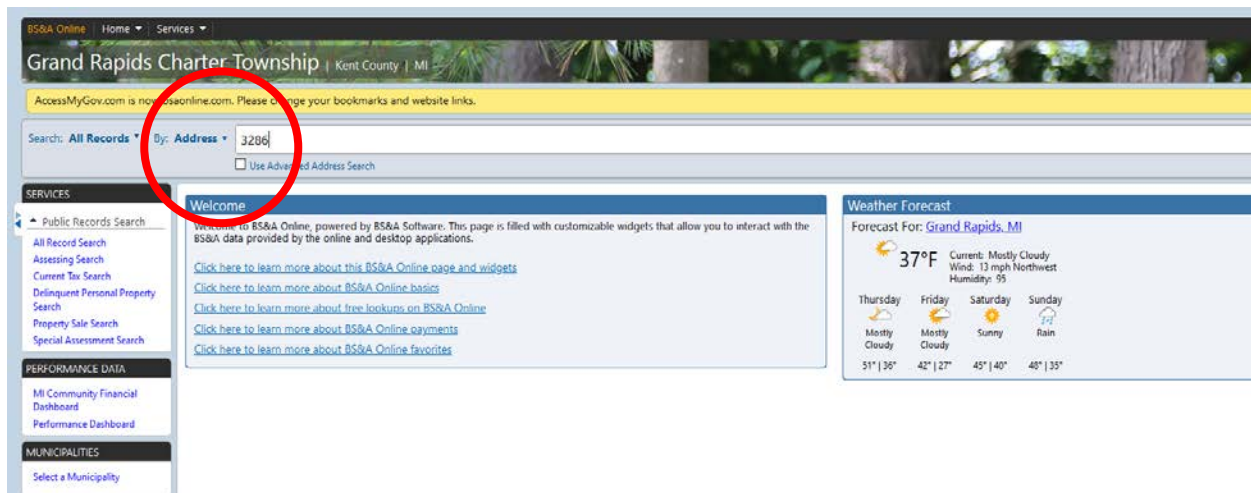 BS&A Online Home Services
Grand Rapids Charter Township | Kent County | MI
AccessMyGov.com is now bsaonline.com. Please change your bookmarks and website links.
Search: All Records By: Address 3286
Use Advanced Address Search
SERVICES
Public Records Search
All Record Search
Assessing Search
Current Tax Search
Delinquent Personal Property
Search
Property Sale Search
Special Assessment Search
PERFORMANCE DATA
MI Community Financial
Dashboard
Performance Dashboard
MUNICIPALITIES
Select a Municipality
Welcome
Welcome to BS&A Online, powered by BS&A Software. This page is filled with customizable widgets that allow you to interact with the
BS&A data provided by the online and desktop applications.
Click here to learn more about this BS&A Online page and widgets
Click here to learn more about BS&A Online basics
Click here to learn more about free lookups on BS&A Online
Click here to learn more about BS&A Online payments
Click here to learn more about BS&A Online favorites
Weather Forecast
Forecast For: Grand Rapids, MI
37°F
Current: Mostly Cloudy
Wind: 13 mph Northwest
Humidity: 95
Thursday Friday Saturday Sunday
Mostly Mostly Sunny Rain
Cloudy Cloudy
51° | 36° 42° | 27° 45° | 40° 48° | 35°